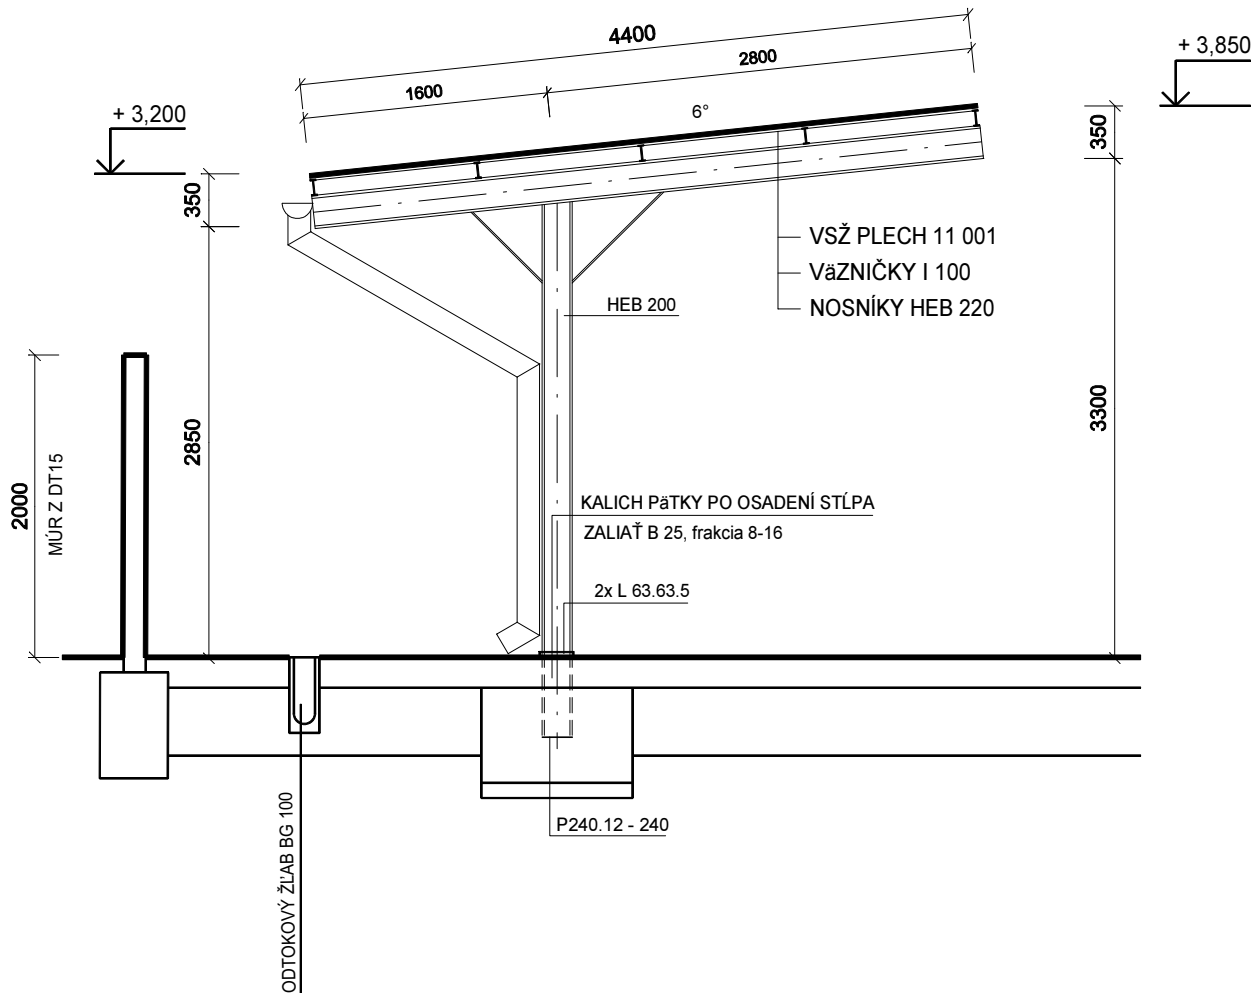 4400
2800
1600
6°
+ 3,200
+ 3,850
350
350
VSŽ PLECH 11 001
VäZNIČKY I 100
NOSNÍKY HEB 220
HEB 200
2850
3300
2000
MÚR Z DT15
KALICH PäTKY PO OSADENÍ STĹPA
ZALIAŤ B 25, frakcia 8-16
2x L 63.63.5
P240.12 - 240
ODTOKOVÝ ŽĽAB BG 100